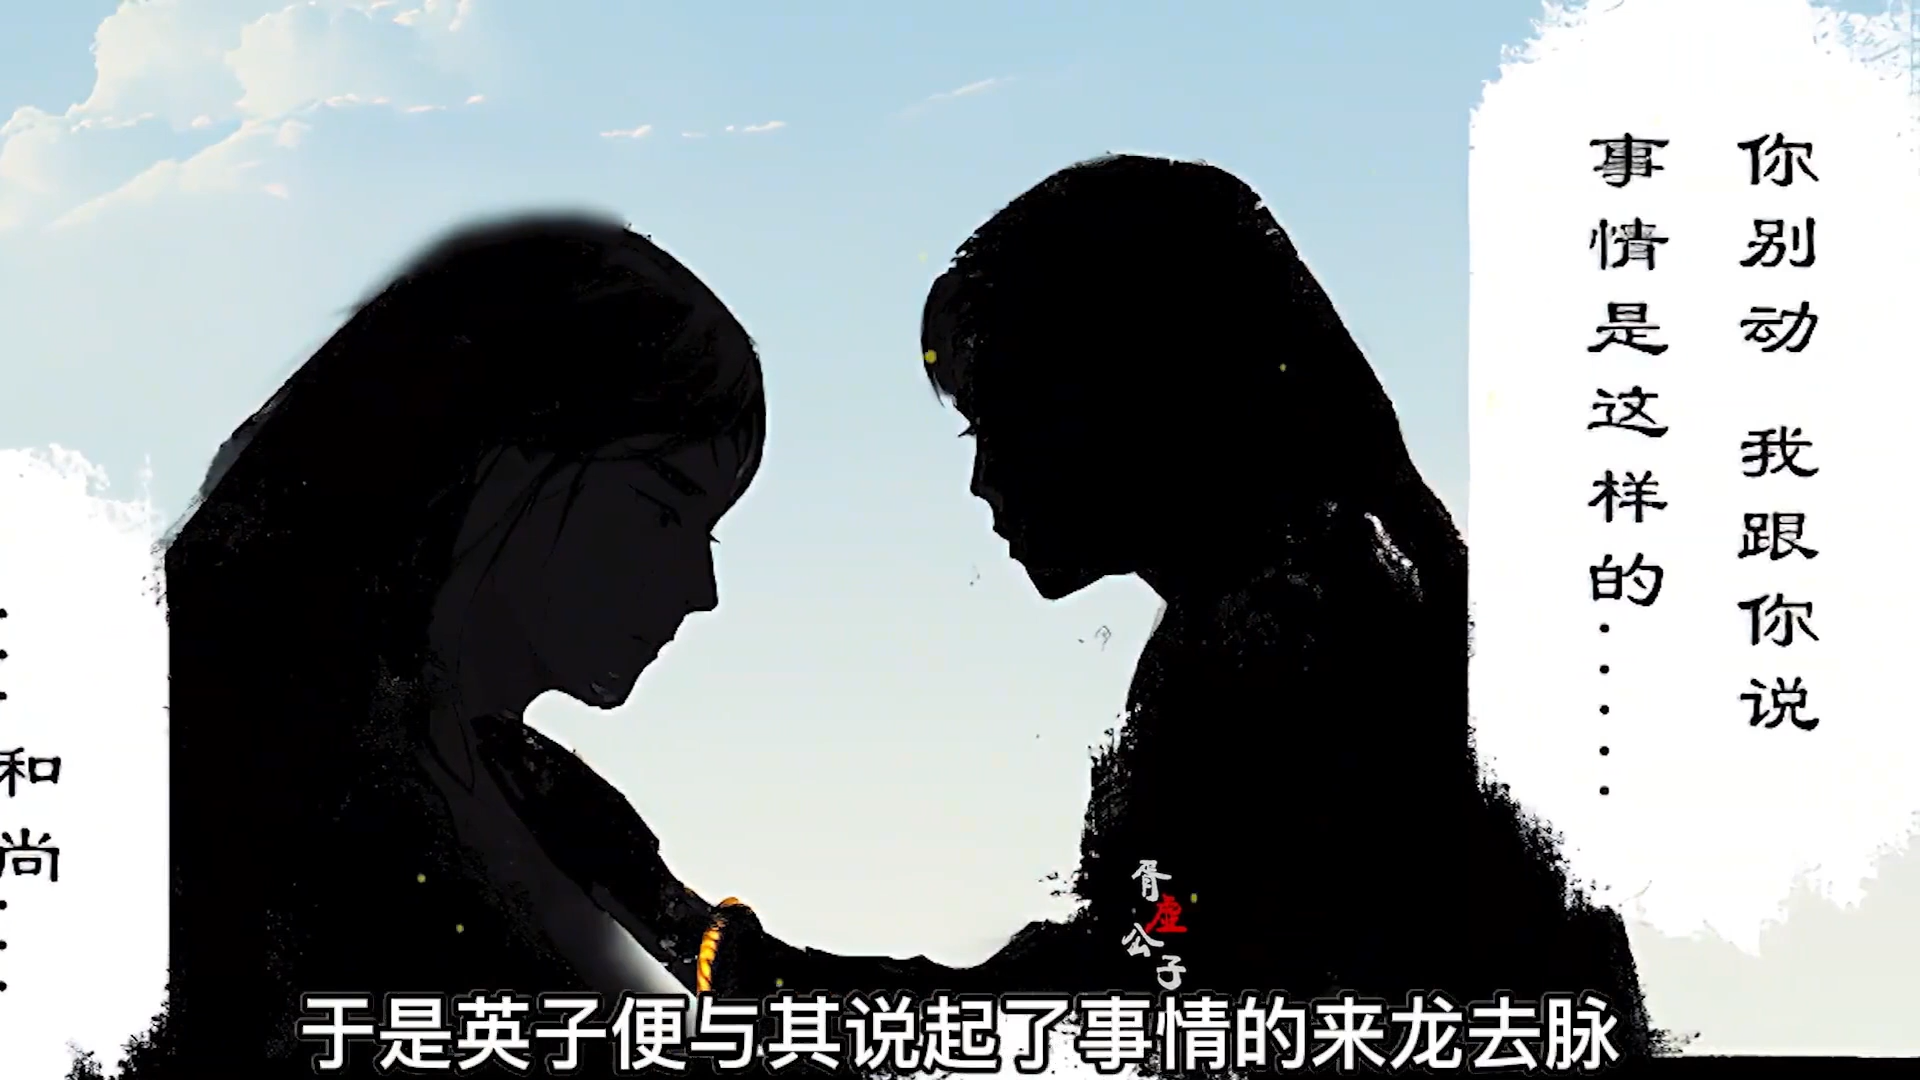 你别动 我跟你说
事情是这样的······
···和尚···
胥虚公子
于是英子便与其说起了事情的来龙去脉